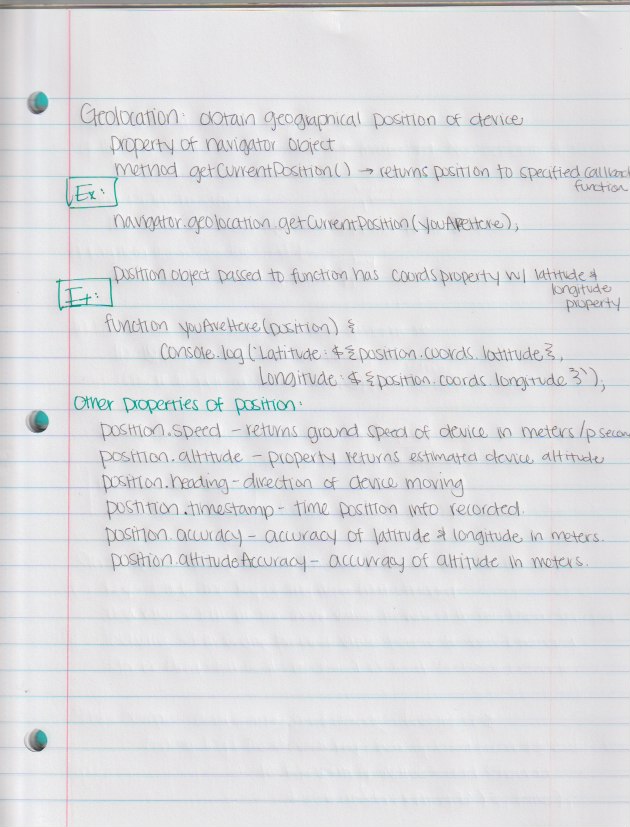 Geolocation: obtain geographical position of device
property of navigator object
method getCurrentPosition() → returns position to specified callback
function
Ex:
navigator.geolocation.getCurrentPosition(youAreHere);
position object passed to function has coords property w/ latitude &
longitude
property
Ex:
function youAreHere(position) {
console.log(`Latitude: ${position.coords.latitude},
Longitude: ${position.coords.longitude}`);
Other properties of position:
position.speed – returns ground speed of device in meters/p second
position.altitude – property returns estimated device altitude
position.heading – direction of device moving
postition.timestamp – time position info recorded.
position.accuracy – accuracy of latitude & longitude in meters.
position.altitudeAccuracy – accuracy of altitude in meters.